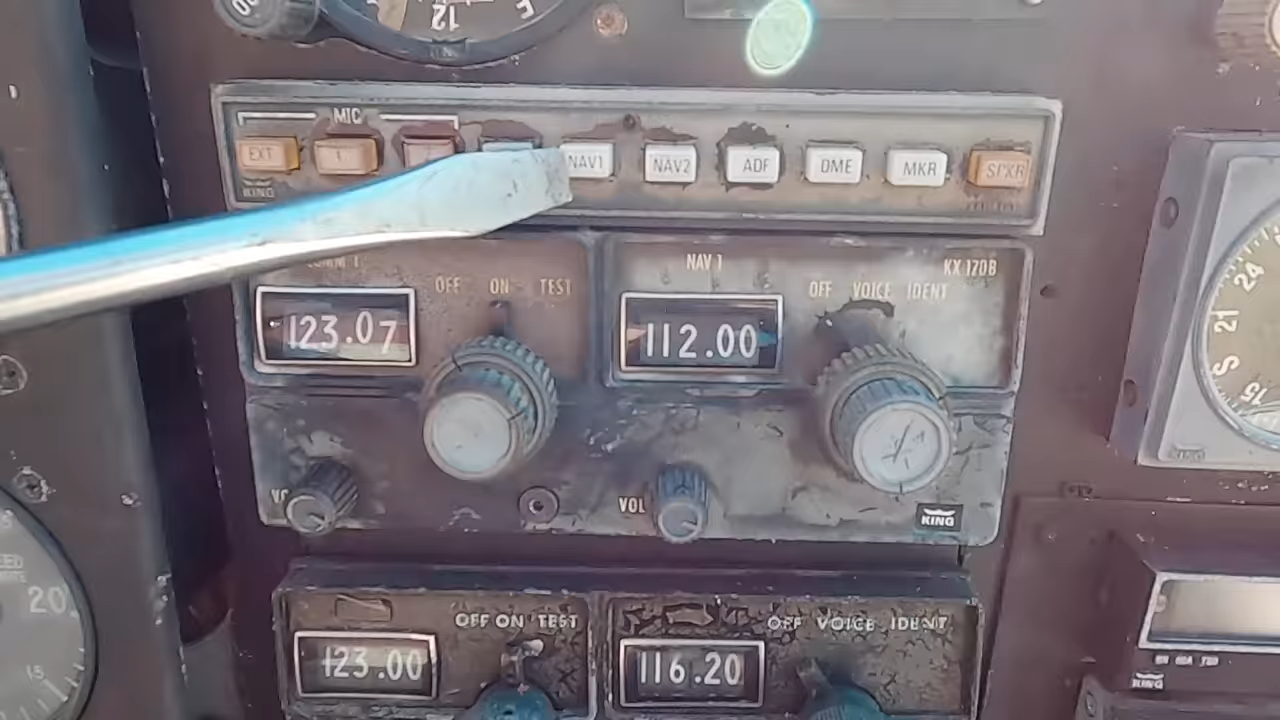 12
E
MIC
EXT
1
NAV1
NAV2
ADF
DME
MKR
SPKR
KING
COMM 1
OFF ON TEST
NAV 1
OFF VOICE IDENT
KX 170B
123.07
112.00
24
21
S
15
VOL
KING
OFF ON TEST
OFF VOICE IDENT
123.00
116.20
20
15
KING